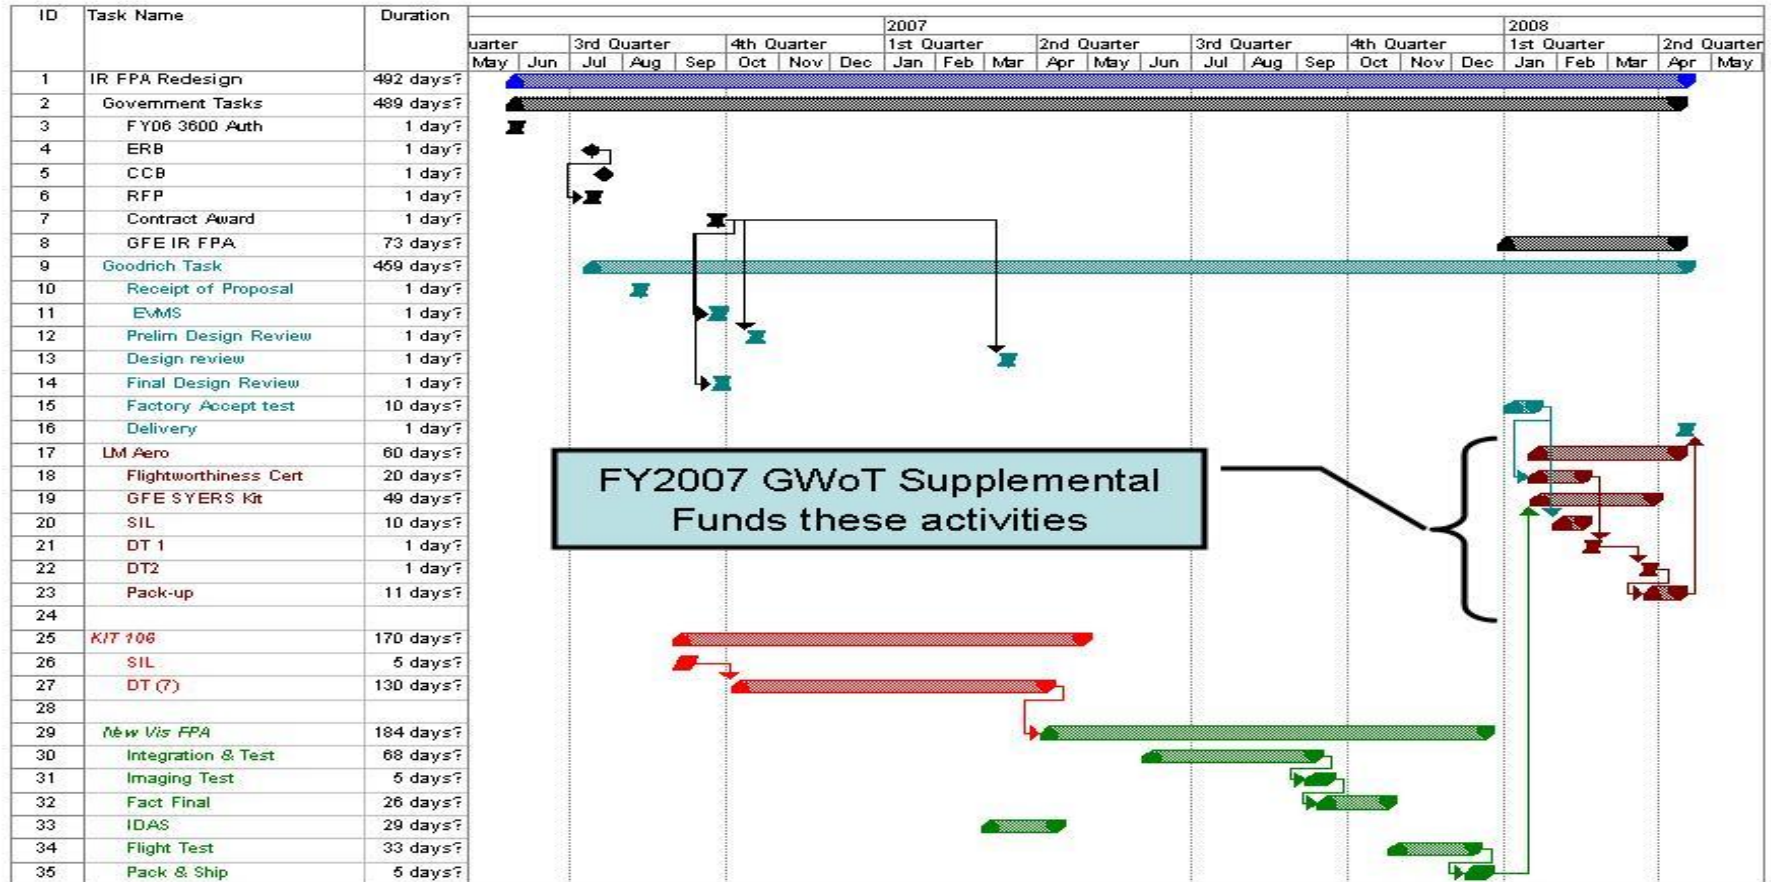 ID Task Name Duration
2007 2008
uarter 3rd Quarter 4th Quarter 1st Quarter 2nd Quarter 3rd Quarter 4th Quarter 1st Quarter 2nd Quarter
May Jun Jul Aug Sep Oct Nov Dec Jan Feb Mar Apr May Jun Jul Aug Sep Oct Nov Dec Jan Feb Mar Apr May
1 IR FPA Redesign 492 days?
2 Government Tasks 489 days?
3 FY06 3600 Auth 1 day?
4 ERB 1 day?
5 CCB 1 day?
6 RFP 1 day?
7 Contract Award 1 day?
8 GFE IR FPA 73 days?
9 Goodrich Task 459 days?
10 Receipt of Proposal 1 day?
11 EVMS 1 day?
12 Prelim Design Review 1 day?
13 Design review 1 day?
14 Final Design Review 1 day?
15 Factory Accept test 10 days?
16 Delivery 1 day?
17 LM Aero 60 days?
18 Flightworthiness Cert 20 days?
19 GFE SYERS Kit 49 days?
20 SIL 10 days?
21 DT 1 1 day?
22 DT2 1 day?
23 Pack-up 11 days?
24
25 KIT 106 170 days?
26 SIL 5 days?
27 DT (7) 130 days?
28
29 New Vis FPA 184 days?
30 Integration & Test 68 days?
31 Imaging Test 5 days?
32 Fact Final 26 days?
33 IDAS 29 days?
34 Flight Test 33 days?
35 Pack & Ship 5 days?
FY2007 GWoT Supplemental
Funds these activities